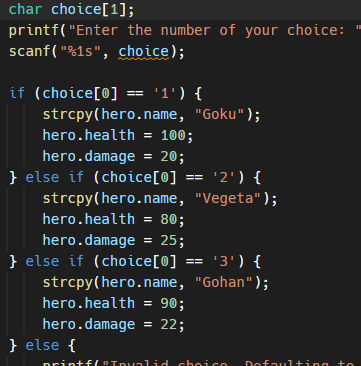 char choice[1];
printf("Enter the number of your choice: "
scanf("%1s", choice);
if (choice[0] == '1') {
strcpy(hero.name, "Goku");
hero.health = 100;
hero.damage = 20;
} else if (choice[0] == '2') {
strcpy(hero.name, "Vegeta");
hero.health = 80;
hero.damage = 25;
} else if (choice[0] == '3') {
strcpy(hero.name, "Gohan");
hero.health = 90;
hero.damage = 22;
} else {
printf("Invalid choice. Defaulting to